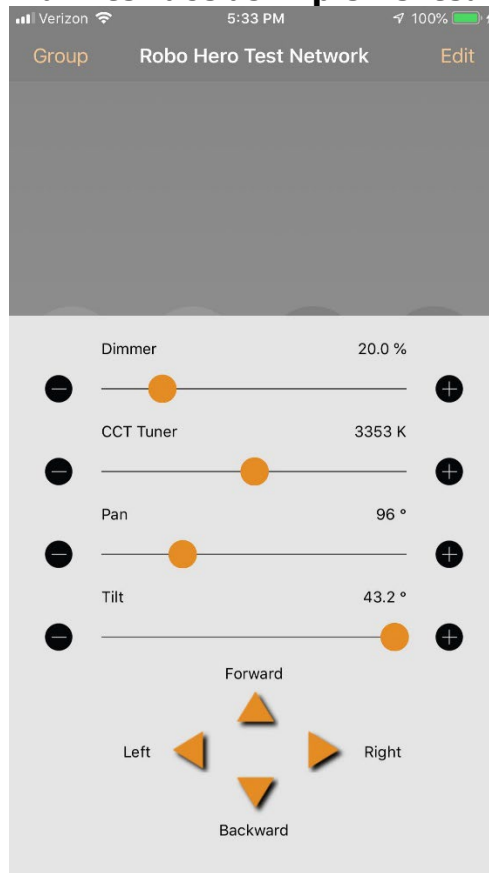 Verizon 5:33 PM 100%
Group Robo Hero Test Network Edit
Dimmer 20.0 %
CCT Tuner 3353 K
Pan 96 °
Tilt 43.2 °
Forward
Left Right
Backward